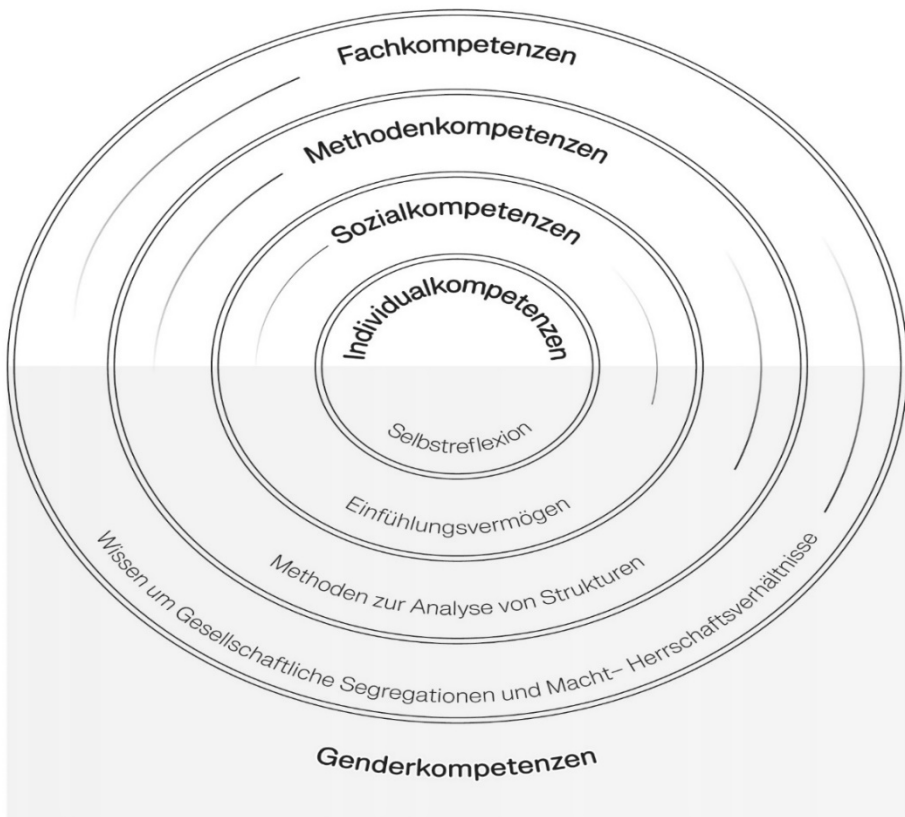 Fachkompetenzen
Methodenkompetenzen
Sozialkompetenzen
Individualkompetenzen
Selbstreflexion
Einfühlungsvermögen
Methoden zur Analyse von Strukturen
Wissen um Gesellschaftliche Segregationen und Macht– Herrschaftsverhältnisse
Genderkompetenzen